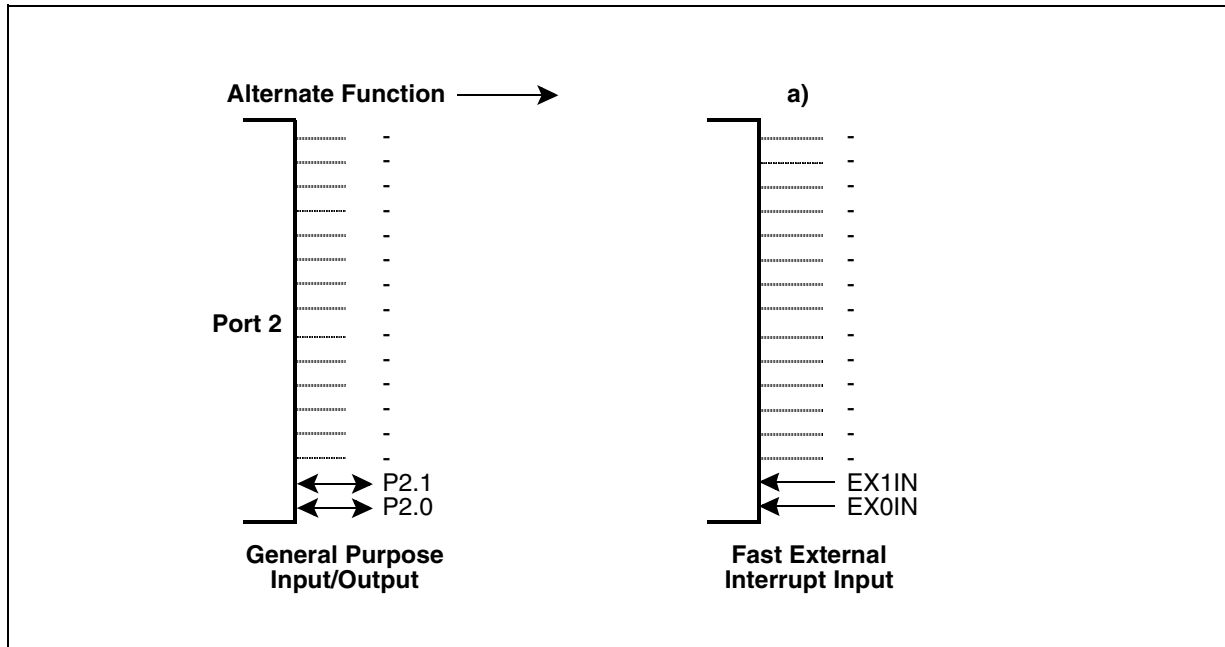 Alternate Function
a)
-
-
-
-
-
-
-
-
-
-
-
-
-
-
Port 2
P2.1
P2.0
General Purpose
Input/Output
-
-
-
-
-
-
-
-
-
-
-
-
-
-
EX1IN
EX0IN
Fast External
Interrupt Input